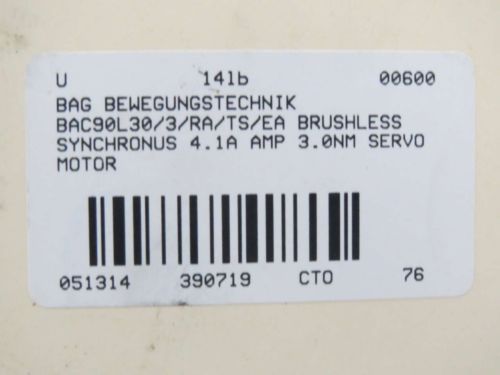 U 14lb 00600
BAG BEWEGUNGSTECHNIK
BAC90L30/3/RA/TS/EA BRUSHLESS
SYNCHRONUS 4.1A AMP 3.0NM SERVO
MOTOR
051314 390719 CTO 76